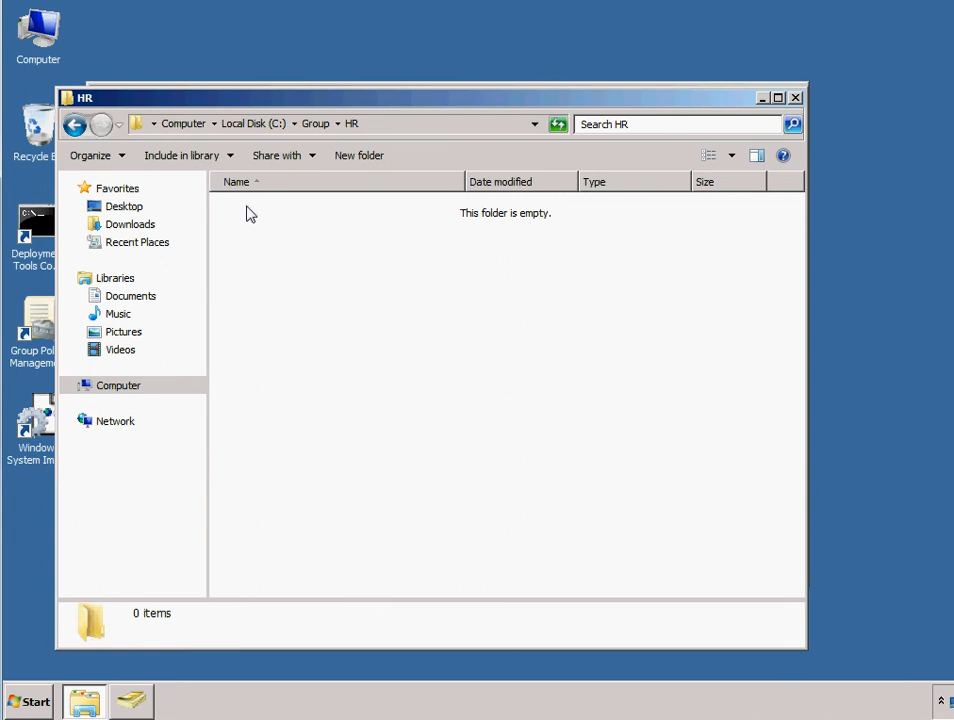 Computer
Recycle B
C:\
Deployme
Tools Co..
Group Pol
Managem
Window
System Im
HR
Computer Local Disk (C:) Group HR
Search HR
Organize Include in library Share with New folder
Name Date modified Type Size
This folder is empty.
Favorites
Desktop
Downloads
Recent Places
Libraries
Documents
Music
Pictures
Videos
Computer
Network
0 items
Start